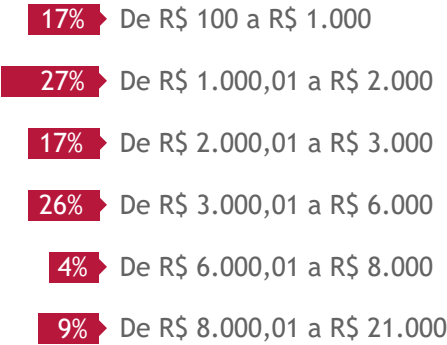 17% De R$ 100 a R$ 1.000
27% De R$ 1.000,01 a R$ 2.000
17% De R$ 2.000,01 a R$ 3.000
26% De R$ 3.000,01 a R$ 6.000
4% De R$ 6.000,01 a R$ 8.000
9% De R$ 8.000,01 a R$ 21.000